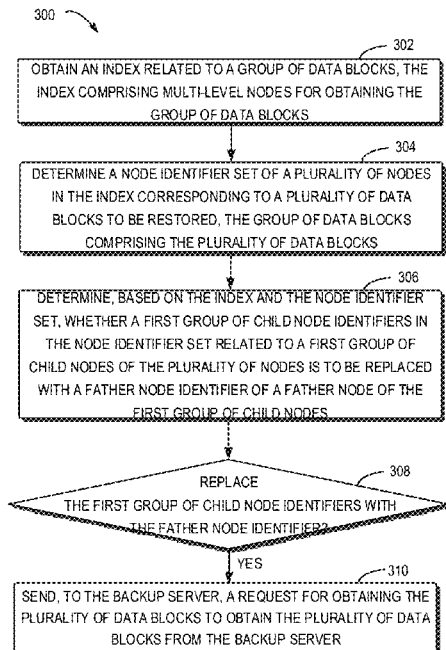 300
302
OBTAIN AN INDEX RELATED TO A GROUP OF DATA BLOCKS, THE
INDEX COMPRISING MULTI-LEVEL NODES FOR OBTAINING THE
GROUP OF DATA BLOCKS
304
DETERMINE A NODE IDENTIFIER SET OF A PLURALITY OF NODES
IN THE INDEX CORRESPONDING TO A PLURALITY OF DATA
BLOCKS TO BE RESTORED, THE GROUP OF DATA BLOCKS
COMPRISING THE PLURALITY OF DATA BLOCKS
306
DETERMINE, BASED ON THE INDEX AND THE NODE IDENTIFIER
SET, WHETHER A FIRST GROUP OF CHILD NODE IDENTIFIERS IN
THE NODE IDENTIFIER SET RELATED TO A FIRST GROUP OF
CHILD NODES OF THE PLURALITY OF NODES IS TO BE REPLACED
WITH A FATHER NODE IDENTIFIER OF A FATHER NODE OF THE
FIRST GROUP OF CHILD NODES
308
REPLACE
THE FIRST GROUP OF CHILD NODE IDENTIFIERS WITH
THE FATHER NODE IDENTIFIER?
YES
310
SEND, TO THE BACKUP SERVER, A REQUEST FOR OBTAINING THE
PLURALITY OF DATA BLOCKS TO OBTAIN THE PLURALITY OF DATA
BLOCKS FROM THE BACKUP SERVER